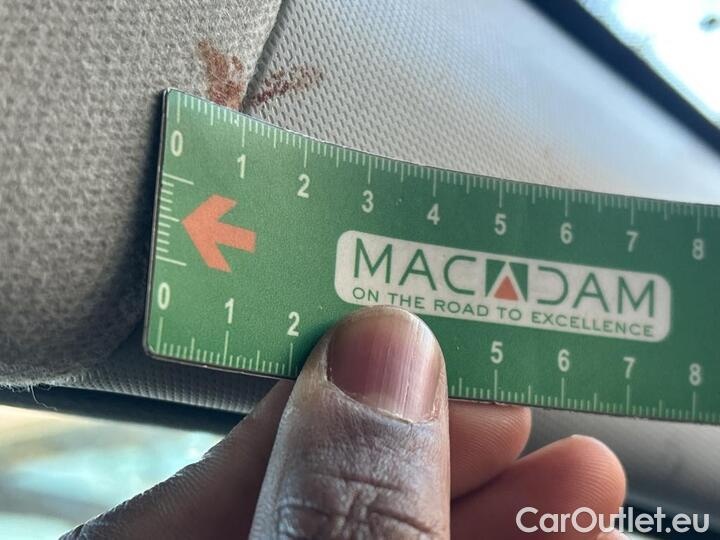 0 1 2 3 4 5 6 7 8
MACADAM
ON THE ROAD TO EXCELLENCE
0 1 2 5 6 7 8
CarOutlet.eu